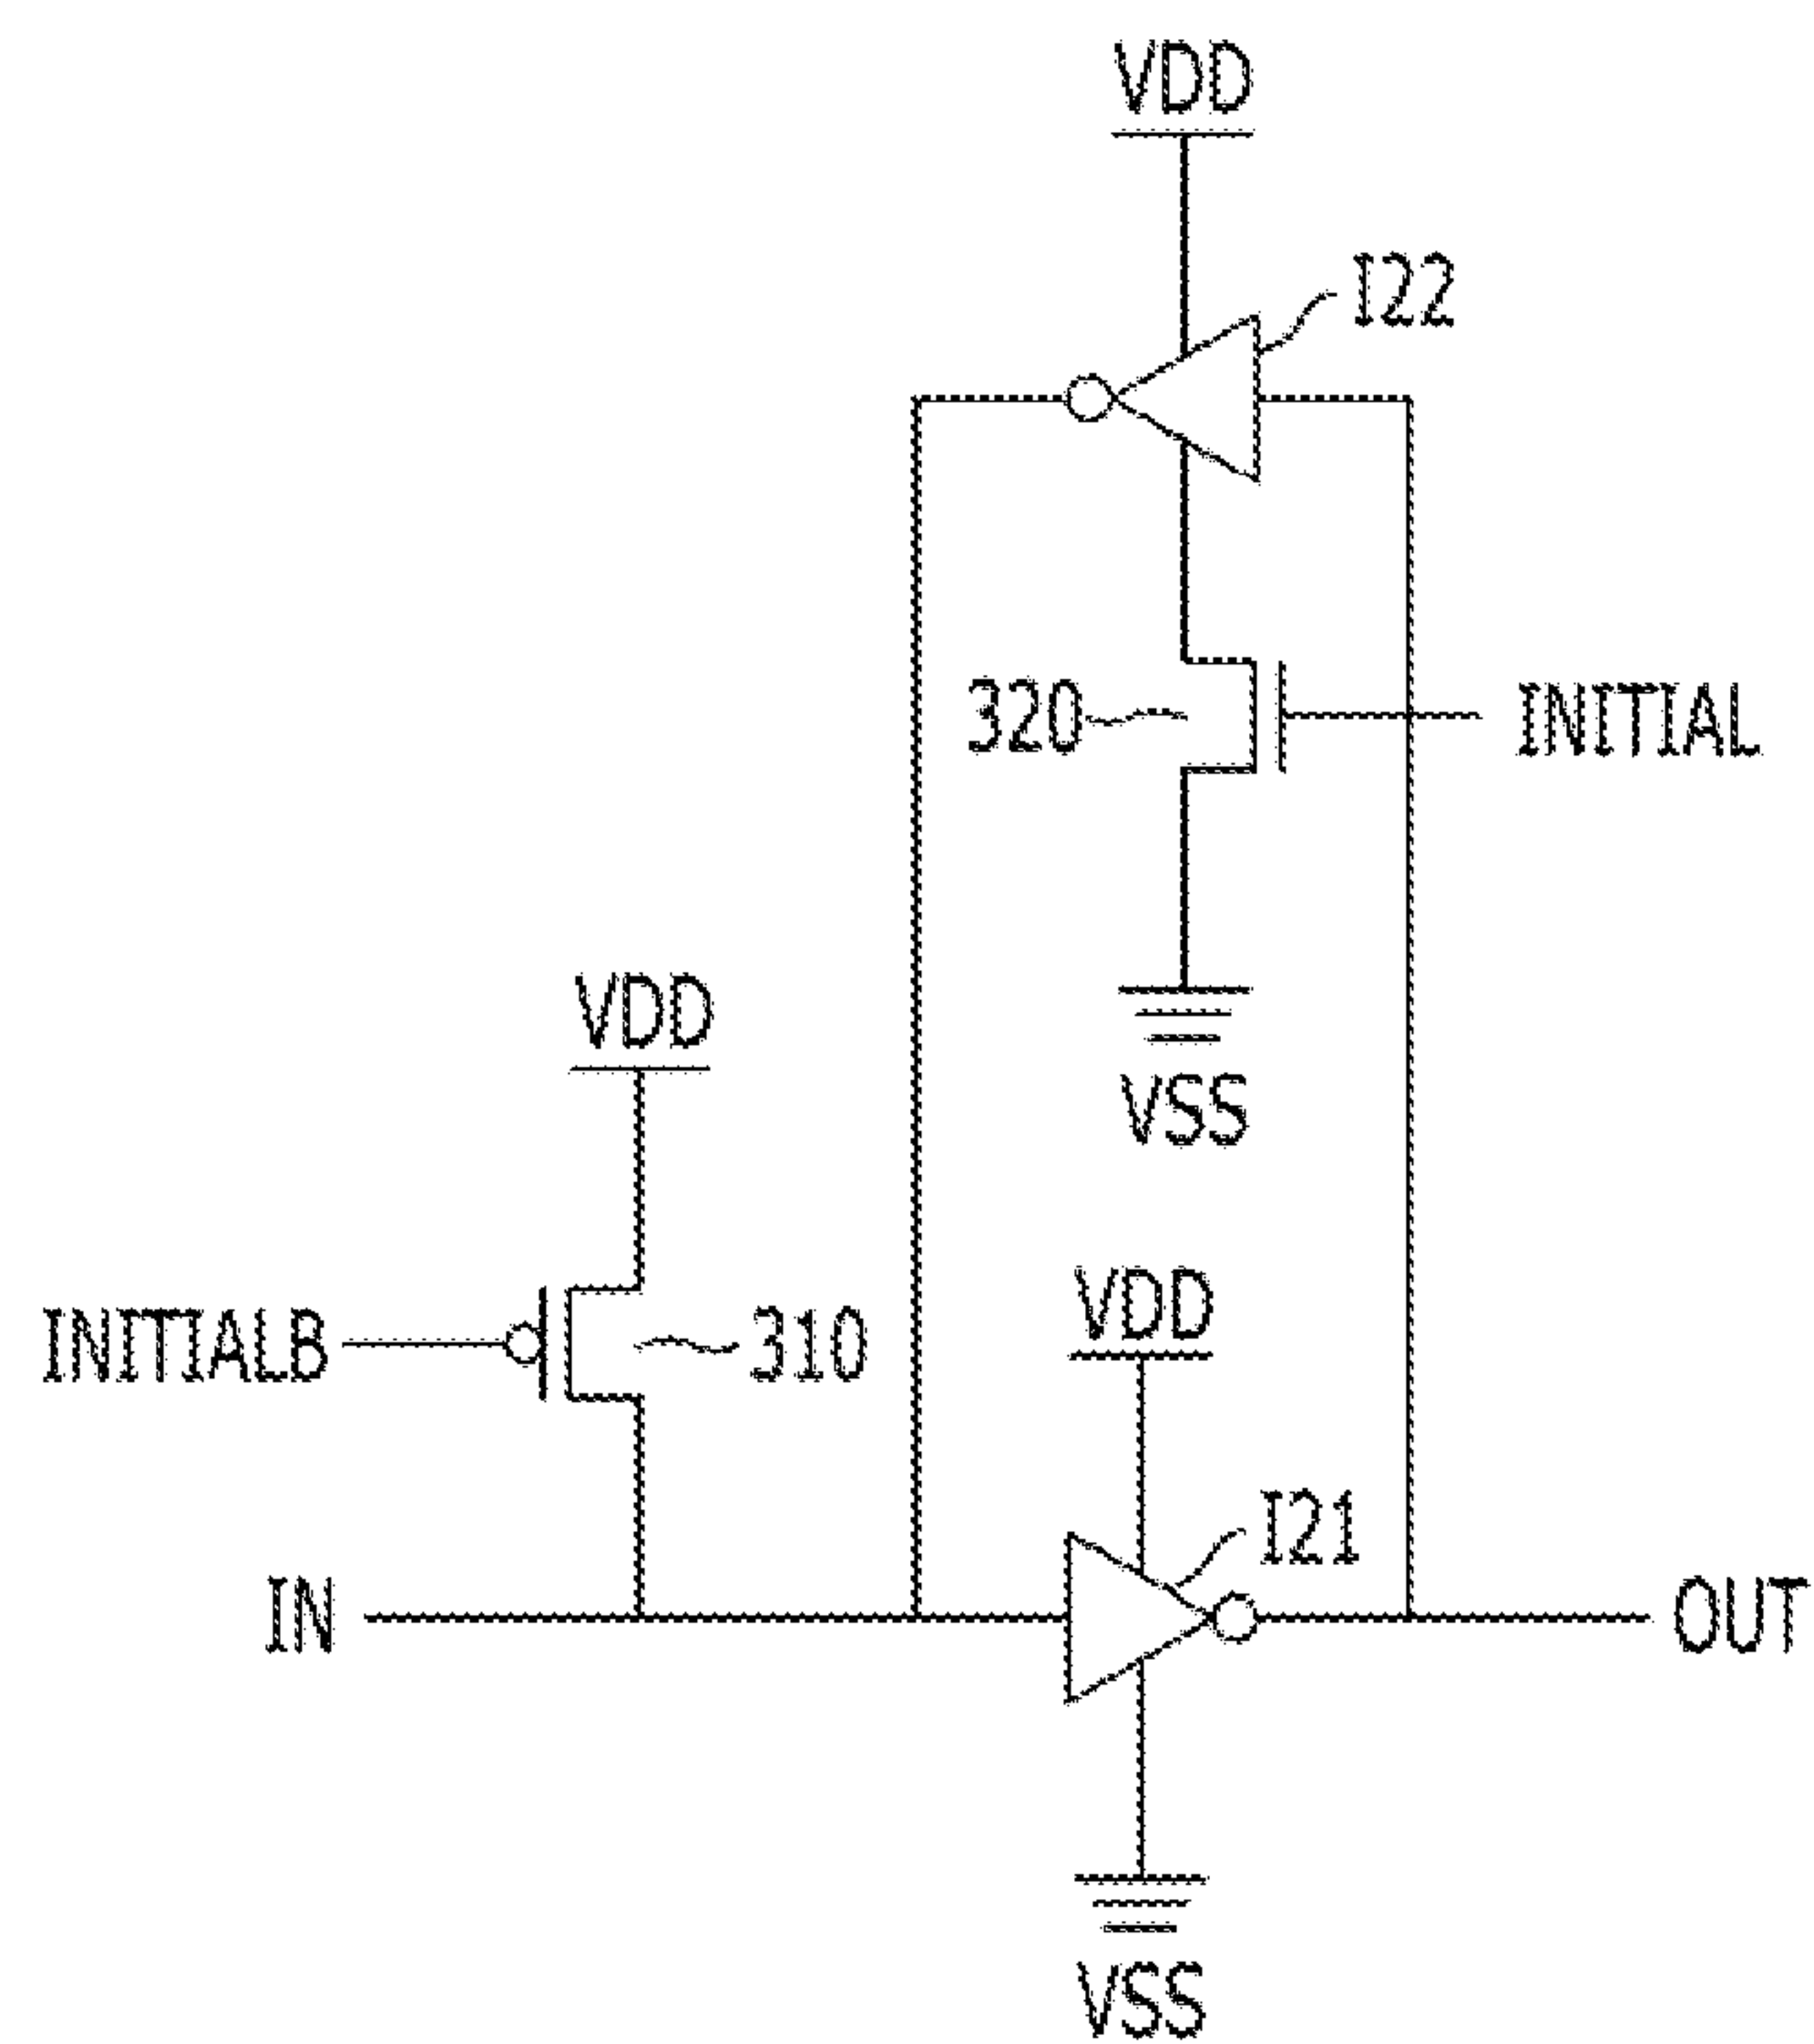 VDD
I22
320
INITIAL
VSS
VDD
INITIALB
310
VDD
I21
IN
OUT
VSS